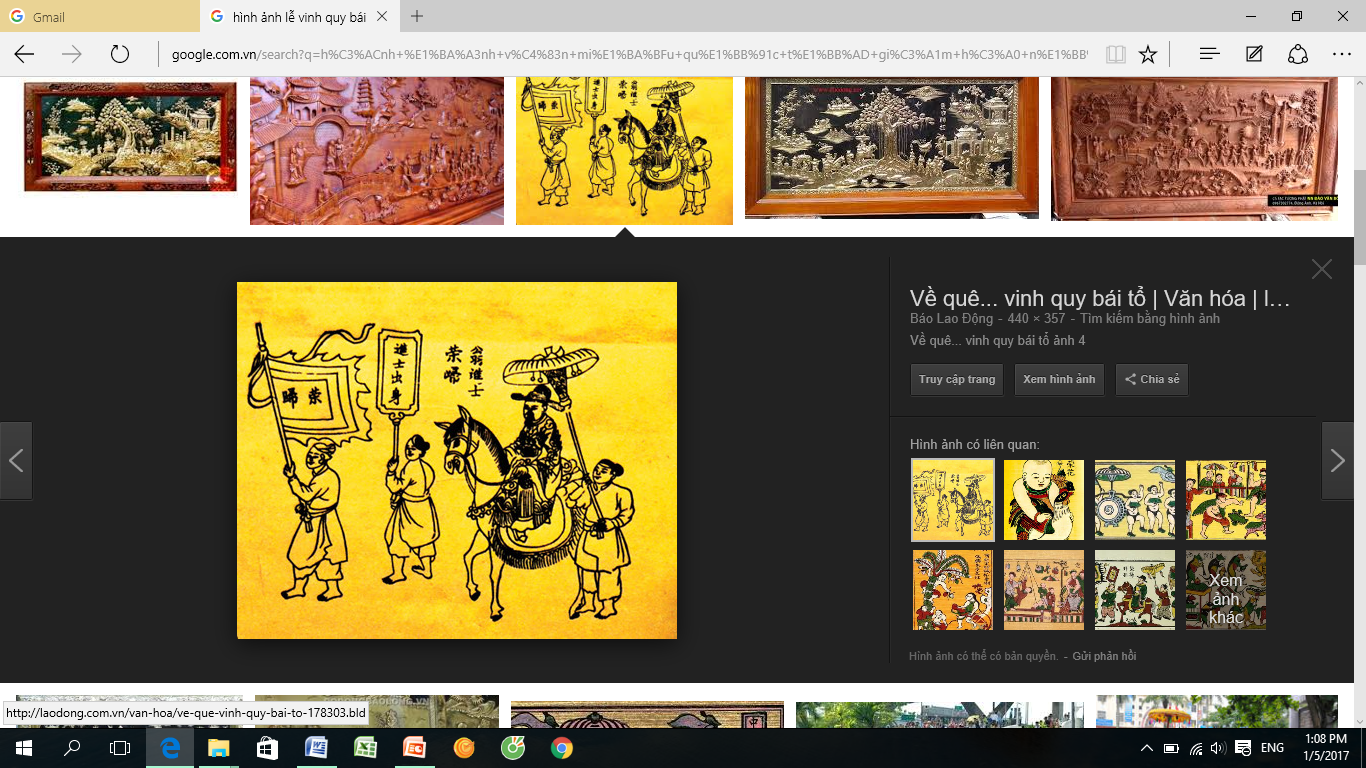 Gmail
hình ảnh lễ vinh quy bái
google.com.vn/search?q=h%C3%ACnh+%E1%BA%A3nh+v%C4%83n+mi%E1%BA%BFu+qu%E1%BB%91c+t%E1%BB%AD+gi%C3%A1m+h%C3%A0+n%E1%BB%
歸榮
進士出身
榮歸
士
Về quê... vinh quy bái tổ | Văn hóa | l…
Báo Lao Động - 440 × 357 - Tìm kiếm bằng hình ảnh
Về quê... vinh quy bái tổ ảnh 4
Truy cập trang
Xem hình ảnh
Chia sẻ
Hình ảnh có liên quan:
Xem
ảnh
khác
Hình ảnh có thể có bản quyền. - Gửi phản hồi
http://laodong.com.vn/van-hoa/ve-que-vinh-quy-bai-to-178303.bld
ENG
1:08 PM
1/5/2017